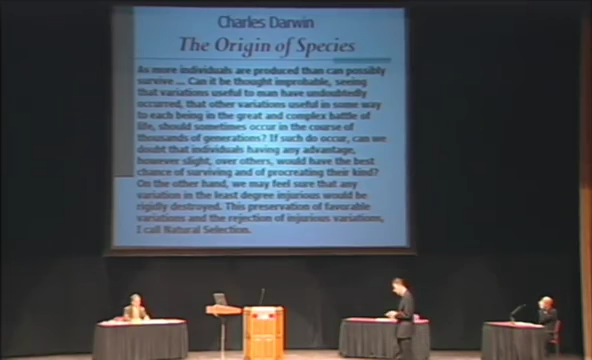 Charles Darwin
The Origin of Species
As more individuals are produced than can possibly
survive ... Can it be thought improbable, seeing
that variations useful to man have undoubtedly
occurred, that other variations useful in some way
to each being in the great and complex battle of
life, should sometimes occur in the course of
thousands of generations? If such do occur, can we
doubt that individuals having any advantage,
however slight, over others, would have the best
chance of surviving and of procreating their kind?
On the other hand, we may feel sure that any
variation in the least degree injurious would be
rigidly destroyed. This preservation of favorable
variations and the rejection of injurious variations,
I call Natural Selection.